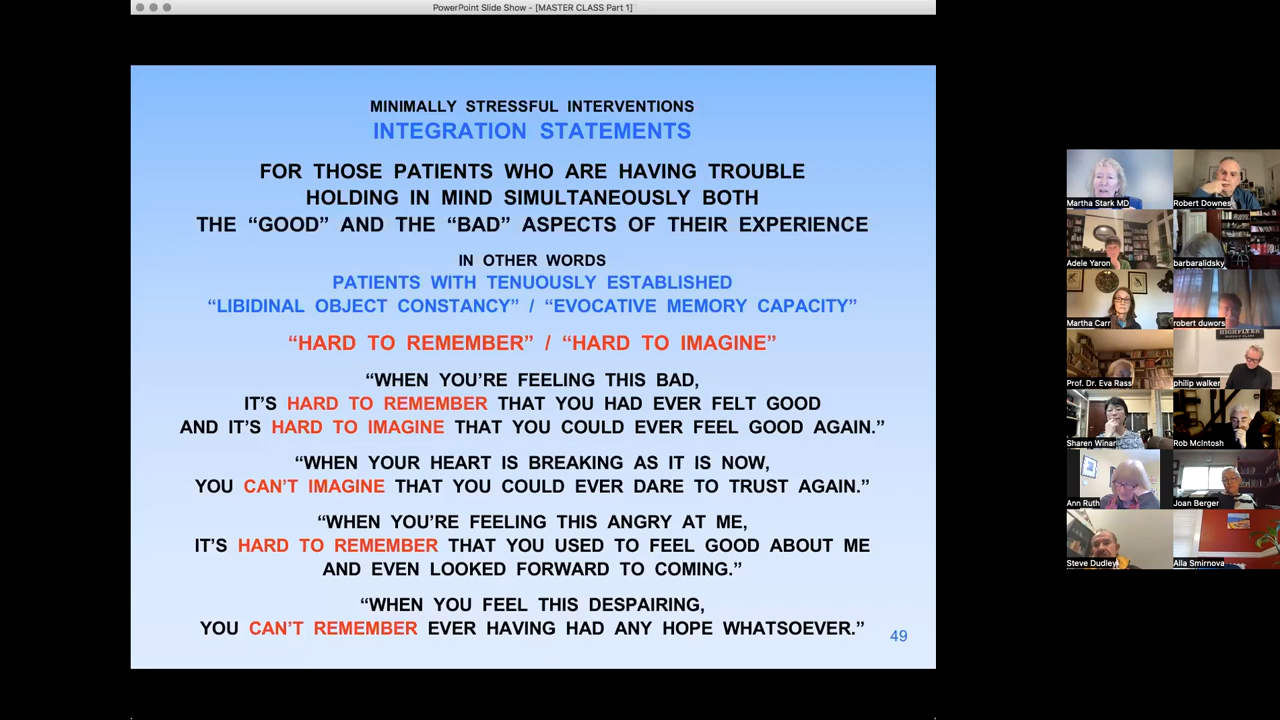 PowerPoint Slide Show - [MASTER CLASS Part 1]
MINIMALLY STRESSFUL INTERVENTIONS
INTEGRATION STATEMENTS
FOR THOSE PATIENTS WHO ARE HAVING TROUBLE
HOLDING IN MIND SIMULTANEOUSLY BOTH
THE “GOOD” AND THE “BAD” ASPECTS OF THEIR EXPERIENCE
IN OTHER WORDS
PATIENTS WITH TENUOUSLY ESTABLISHED
“LIBIDINAL OBJECT CONSTANCY” / “EVOCATIVE MEMORY CAPACITY”
“HARD TO REMEMBER” / “HARD TO IMAGINE”
“WHEN YOU’RE FEELING THIS BAD,
IT’S HARD TO REMEMBER THAT YOU HAD EVER FELT GOOD
AND IT’S HARD TO IMAGINE THAT YOU COULD EVER FEEL GOOD AGAIN.”
“WHEN YOUR HEART IS BREAKING AS IT IS NOW,
YOU CAN’T IMAGINE THAT YOU COULD EVER DARE TO TRUST AGAIN.”
“WHEN YOU’RE FEELING THIS ANGRY AT ME,
IT’S HARD TO REMEMBER THAT YOU USED TO FEEL GOOD ABOUT ME
AND EVEN LOOKED FORWARD TO COMING.”
“WHEN YOU FEEL THIS DESPAIRING,
YOU CAN’T REMEMBER EVER HAVING HAD ANY HOPE WHATSOEVER.”
49
Martha Stark MD
Robert Downes
Adele Yaron
barbaralidsky
Martha Carr
robert duwors
HIGHFLYER
Prof. Dr. Eva Rass
philip walker
Sharen Winar
Rob McIntosh
Ann Ruth
Joan Berger
Steve Dudley
Alla Smirnova